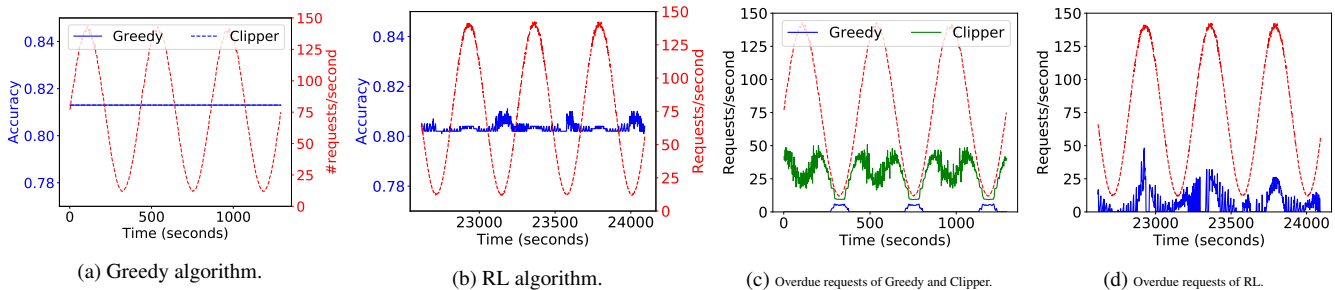 0.84
0.82
0.80
0.78
Accuracy
Greedy
Clipper
150
125
100
75
50
25
0
#requests/second
0
500
1000
Time (seconds)
(a) Greedy algorithm.
0.84
0.82
0.80
0.78
Accuracy
150
125
100
75
50
25
0
Requests/second
23000
23500
24000
Time (seconds)
(b) RL algorithm.
150
125
100
75
50
25
0
Requests/second
Greedy
Clipper
0
500
1000
Time (seconds)
(c) Overdue requests of Greedy and Clipper.
150
125
100
75
50
25
0
Requests/second
23000
23500
24000
Time (seconds)
(d) Overdue requests of RL.